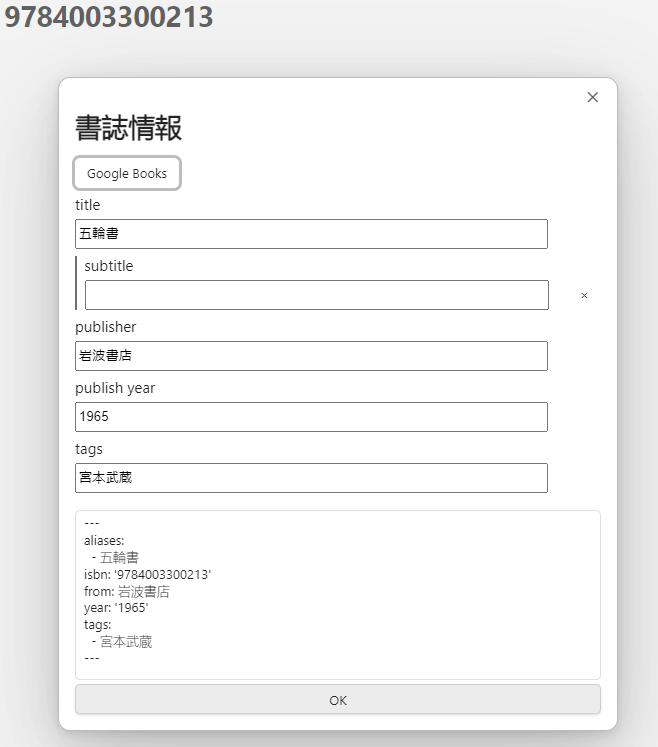 9784003300213
×
書誌情報
Google Books
title
五輪書
subtitle
×
publisher
岩波書店
publish year
1965
tags
宮本武蔵
---
aliases:
- 五輪書
isbn: '9784003300213'
from: 岩波書店
year: '1965'
tags:
- 宮本武蔵
---
OK